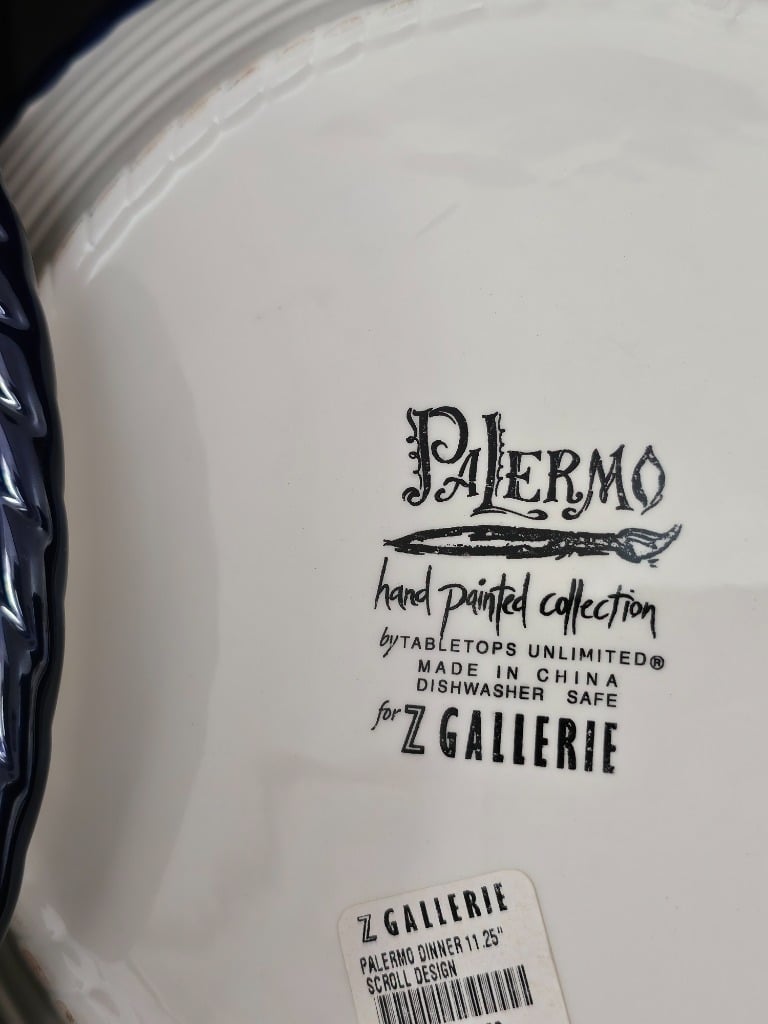 PALERMO
hand painted collection
by TABLETOPS UNLIMITED®
MADE IN CHINA
DISHWASHER SAFE
for Z GALLERIE
Z GALLERIE
PALERMO DINNER 11.25"
SCROLL DESIGN